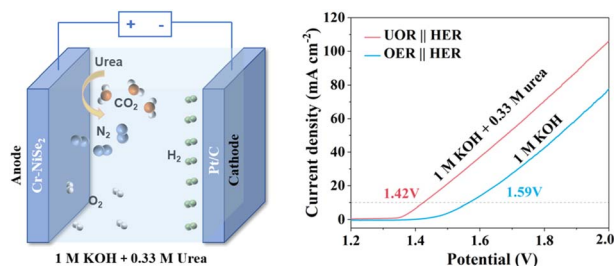 + -
Urea
CO2
N2
H2
O2
Anode
Cr-NiSe2
Pt/C
Cathode
1 M KOH + 0.33 M Urea
UOR || HER
OER || HER
1 M KOH + 0.33 M urea
1 M KOH
1.42V
1.59V
120
100
80
60
40
20
0
Current density (mA cm-2)
1.2 1.4 1.6 1.8 2.0
Potential (V)